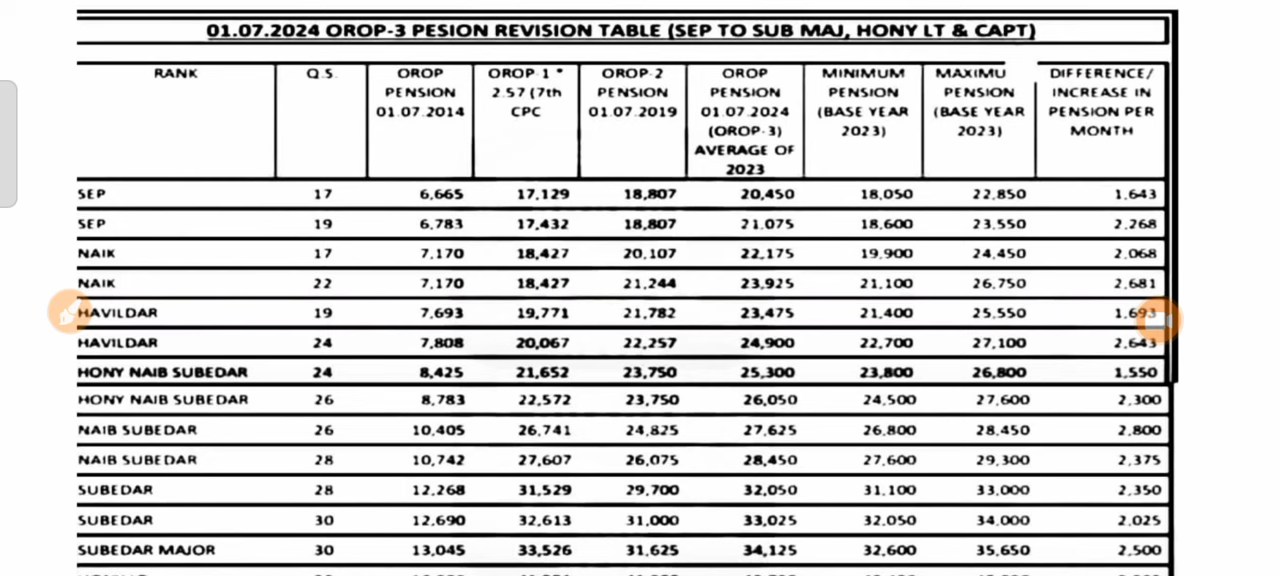 01.07.2024 OROP-3 PESION REVISION TABLE (SEP TO SUB MAJ, HONY LT & CAPT)
RANK Q.S. OROP PENSION 01.07.2014 OROP-1 * 2.57 (7th CPC OROP-2 PENSION 01.07.2019 OROP PENSION 01.07.2024 (OROP-3) AVERAGE OF 2023 MINIMUM PENSION (BASE YEAR 2023) MAXIMU PENSION (BASE YEAR 2023) DIFFERENCE/ INCREASE IN PENSION PER MONTH
SEP 17 6,665 17,129 18,807 20,450 18,050 22,850 1,643
SEP 19 6,783 17,432 18,807 21,075 18,600 23,550 2,268
NAIK 17 7,170 18,427 20,107 22,175 19,900 24,450 2,068
NAIK 22 7,170 18,427 21,244 23,925 21,100 26,750 2,681
HAVILDAR 19 7,693 19,771 21,782 23,475 21,400 25,550 1,693
HAVILDAR 24 7,808 20,067 22,257 24,900 22,700 27,100 2,643
HONY NAIB SUBEDAR 24 8,425 21,652 23,750 25,300 23,800 26,800 1,550
HONY NAIB SUBEDAR 26 8,783 22,572 23,750 26,050 24,500 27,600 2,300
NAIB SUBEDAR 26 10,405 26,741 24,825 27,625 26,800 28,450 2,800
NAIB SUBEDAR 28 10,742 27,607 26,075 28,450 27,600 29,300 2,375
SUBEDAR 28 12,268 31,529 29,700 32,050 31,100 33,000 2,350
SUBEDAR 30 12,690 32,613 31,000 33,025 32,050 34,000 2,025
SUBEDAR MAJOR 30 13,045 33,526 31,625 34,125 32,600 35,650 2,500